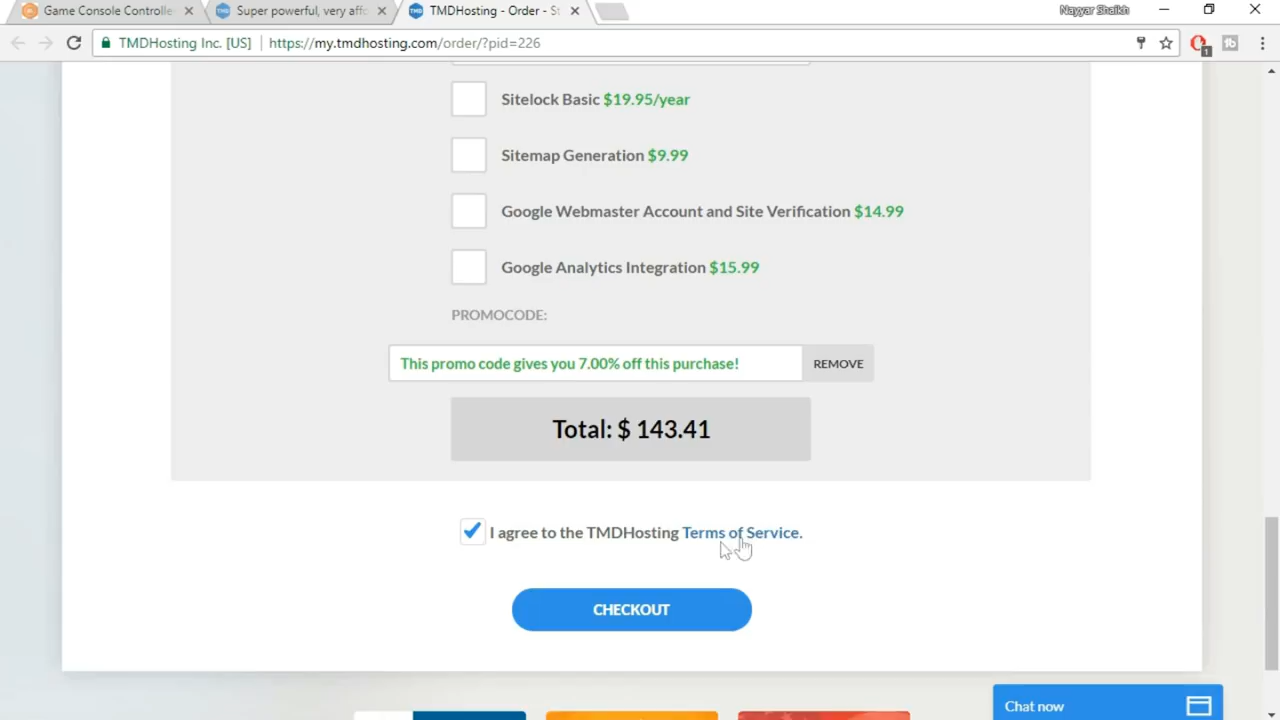 Game Console Controlle
Super powerful, very affo
TMDHosting - Order - S
Nayyar Shaikh
TMDHosting Inc. [US]
https://my.tmdhosting.com/order/?pid=226
1
Sitelock Basic $19.95/year
Sitemap Generation $9.99
Google Webmaster Account and Site Verification $14.99
Google Analytics Integration $15.99
PROMOCODE:
This promo code gives you 7.00% off this purchase!
REMOVE
Total: $ 143.41
I agree to the TMDHosting Terms of Service.
CHECKOUT
Chat now